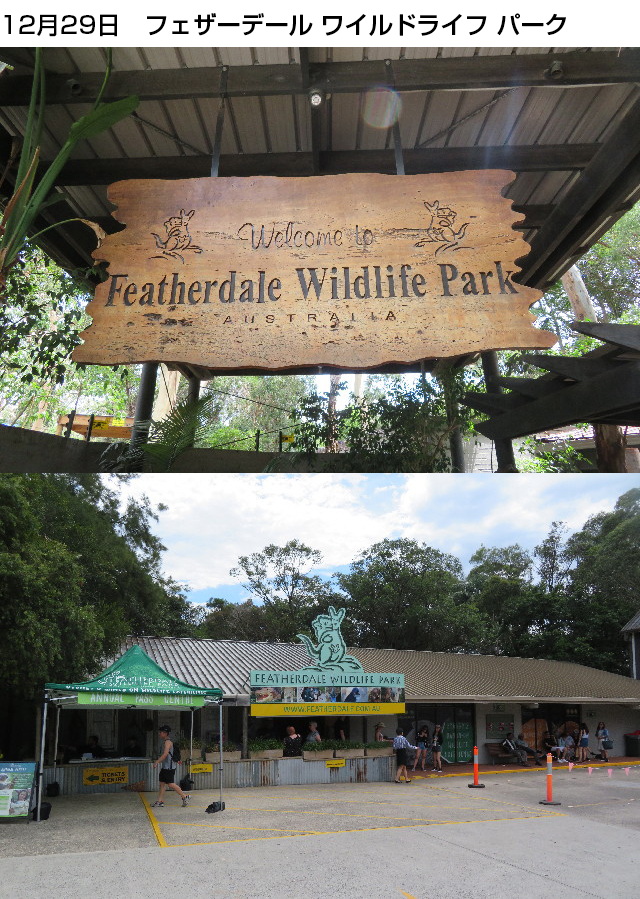 12月29日　フェザーデール ワイルドライフ パーク
Welcome to
Featherdale Wildlife Park
AUSTRALIA
FEATHERDALE WILDLIFE PARK
WWW.FEATHERDALE.COM.AU
ANNUAL PASS CENTRE
TICKETS
& ENTRY